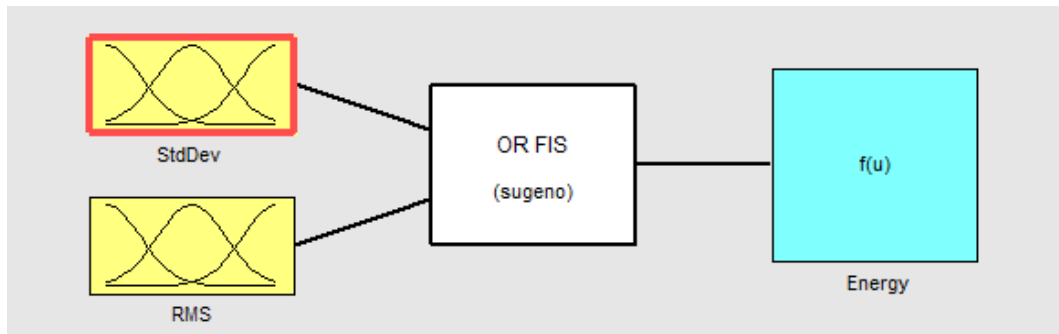 StdDev
RMS
OR FIS
(sugeno)
f(u)
Energy